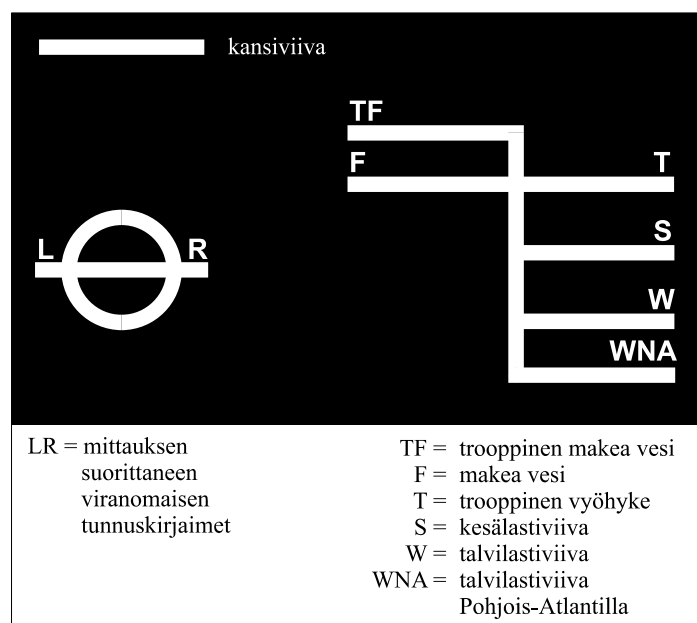 kansiviiva
TF
F T
L R S
W
WNA
LR = mittauksen
suorittaneen
viranomaisen
tunnuskirjaimet
TF = trooppinen makea vesi
F = makea vesi
T = trooppinen vyöhyke
S = kesälastiviiva
W = talvilastiviiva
WNA = talvilastiviiva
Pohjois-Atlantilla